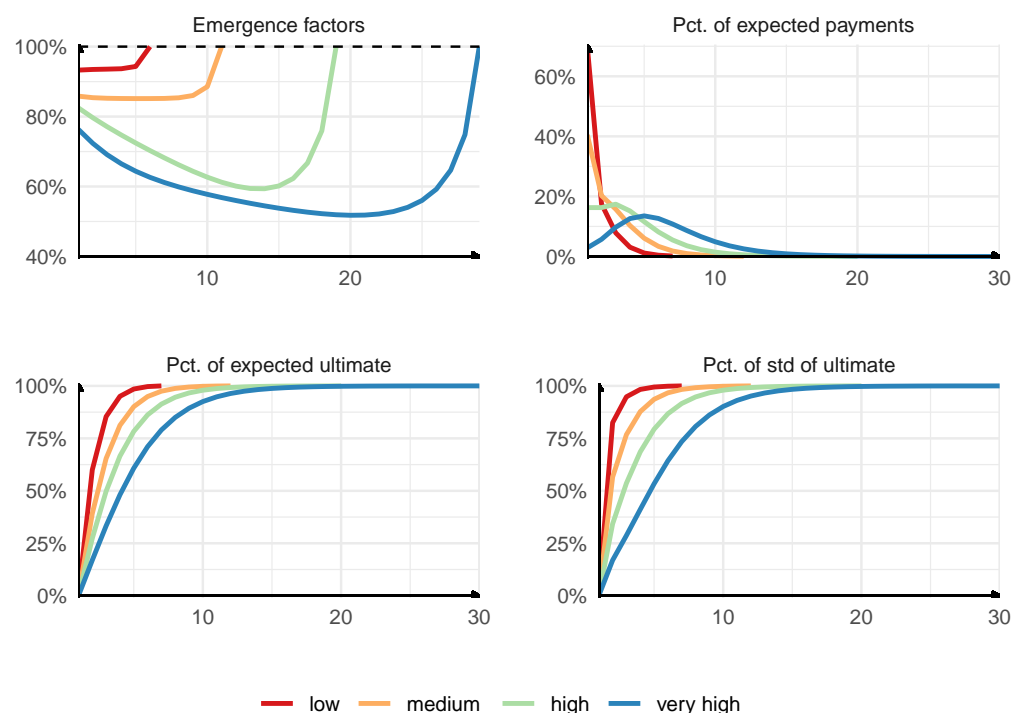 Emergence factors
100%
80%
60%
40%
10 20
Pct. of expected payments
60%
40%
20%
0%
10 20 30
Pct. of expected ultimate
100%
75%
50%
25%
0%
10 20 30
Pct. of std of ultimate
100%
75%
50%
25%
0%
10 20 30
low medium high very high